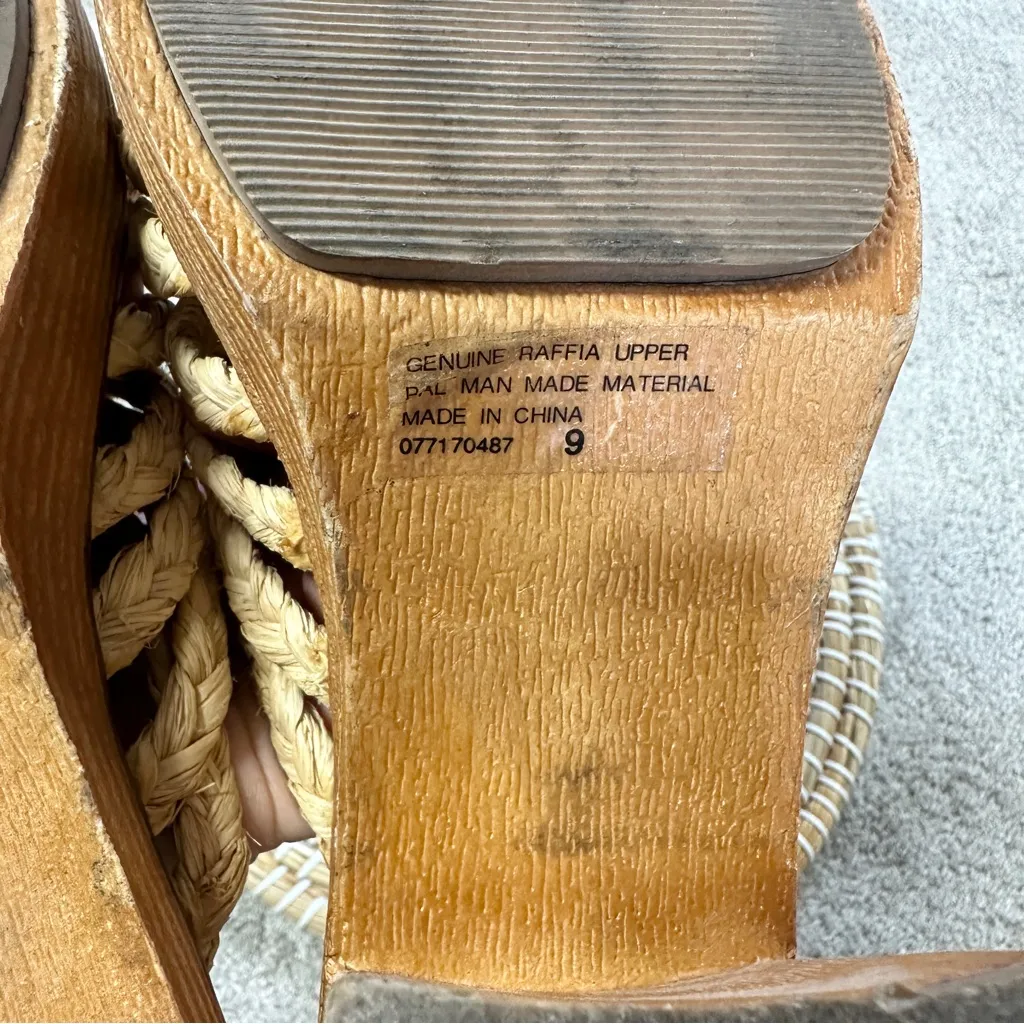 GENUINE RAFFIA UPPER
BAL MAN MADE MATERIAL
MADE IN CHINA
077170487 9